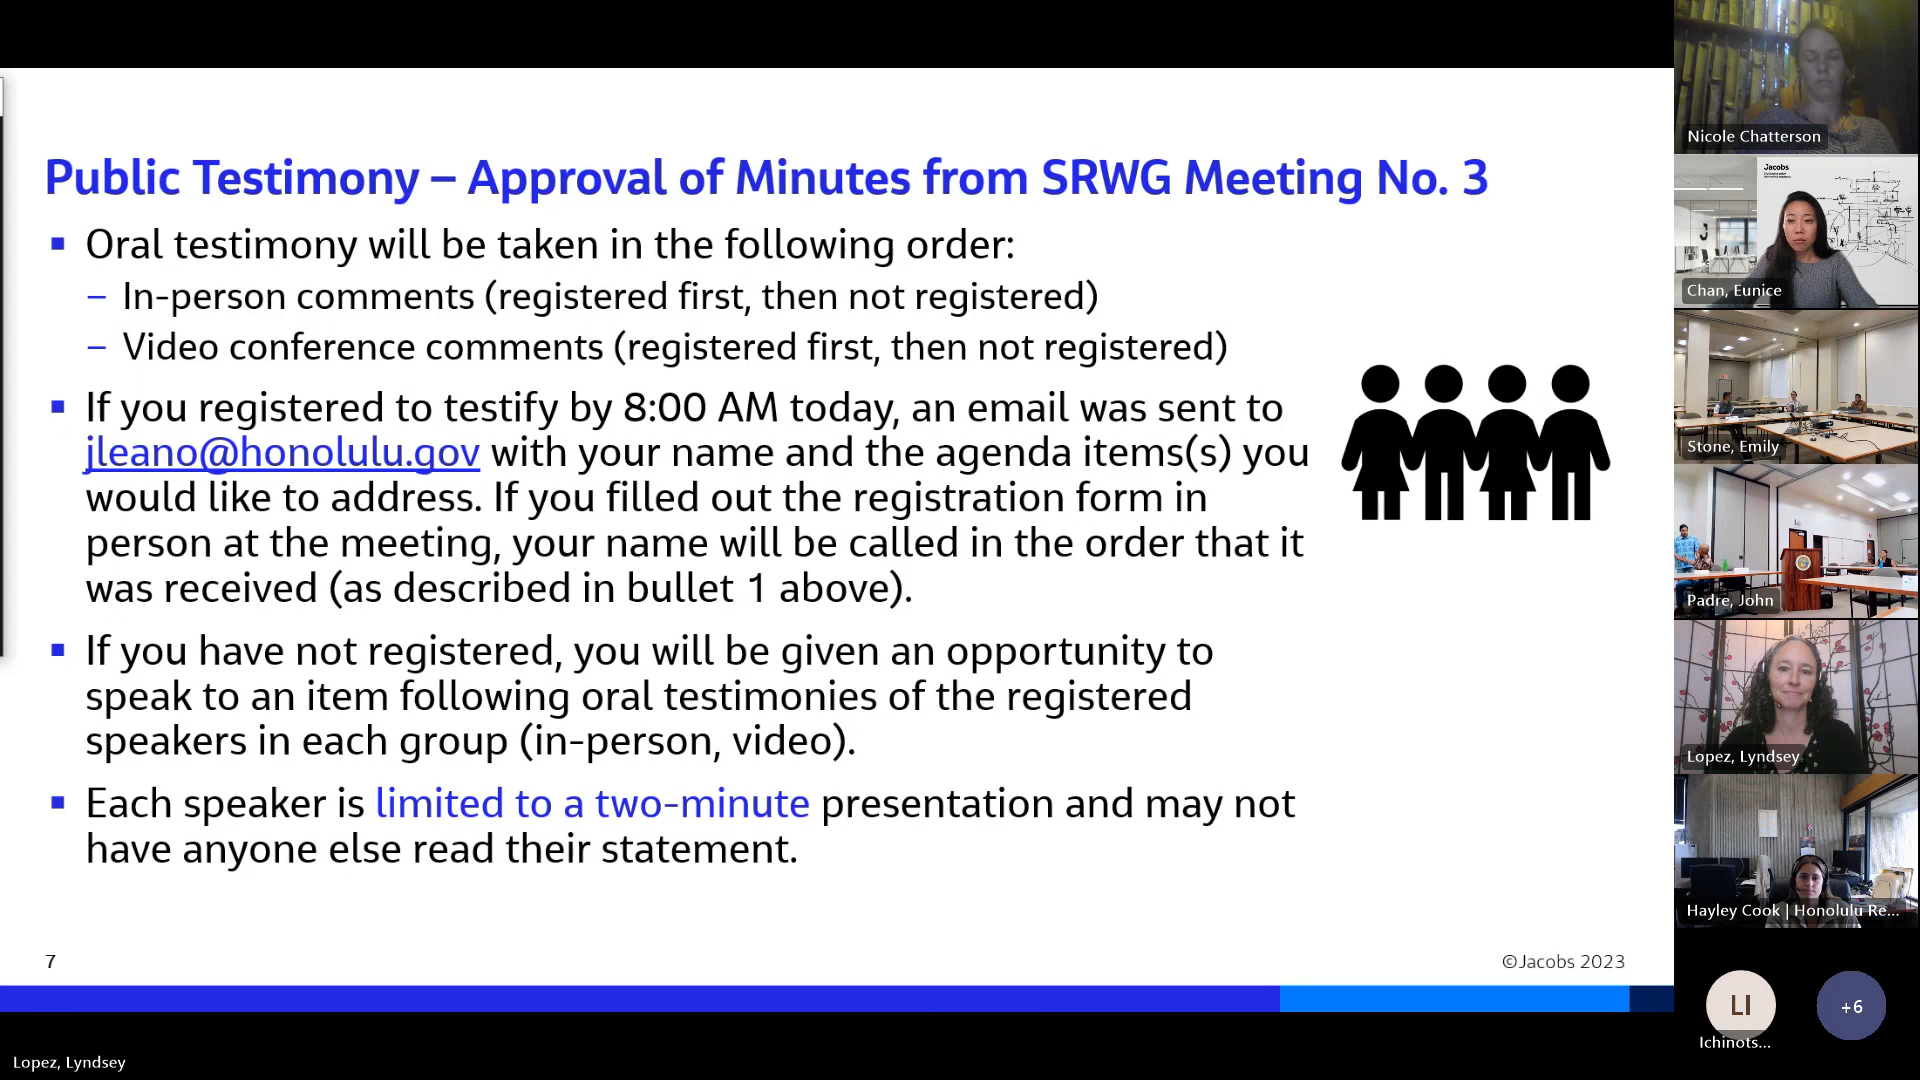 Public Testimony – Approval of Minutes from SRWG Meeting No. 3
▪ Oral testimony will be taken in the following order:
– In-person comments (registered first, then not registered)
– Video conference comments (registered first, then not registered)
▪ If you registered to testify by 8:00 AM today, an email was sent to
jleano@honolulu.gov with your name and the agenda items(s) you
would like to address. If you filled out the registration form in
person at the meeting, your name will be called in the order that it
was received (as described in bullet 1 above).
▪ If you have not registered, you will be given an opportunity to
speak to an item following oral testimonies of the registered
speakers in each group (in-person, video).
▪ Each speaker is limited to a two-minute presentation and may not
have anyone else read their statement.
7
©Jacobs 2023
Lopez, Lyndsey
Nicole Chatterson
Jacobs
Chan, Eunice
Stone, Emily
Padre, John
Lopez, Lyndsey
Hayley Cook | Honolulu Re...
LI
+6
Ichinots...